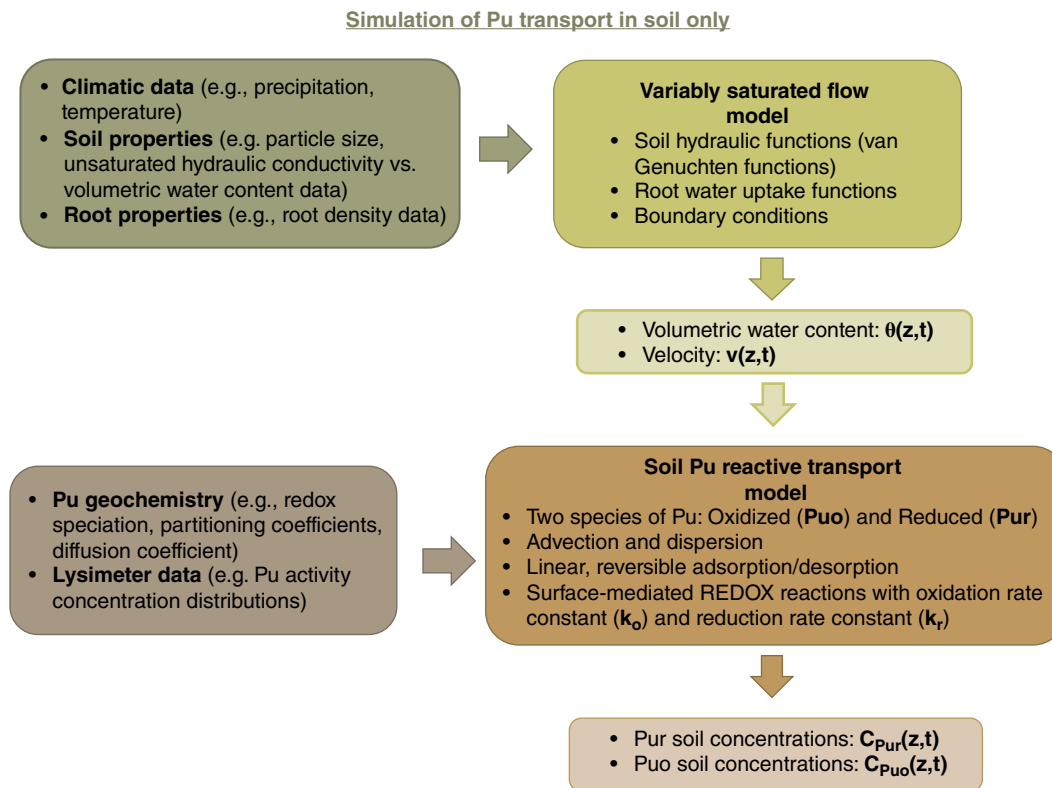 Simulation of Pu transport in soil only
• Climatic data (e.g., precipitation,
temperature)
• Soil properties (e.g. particle size,
unsaturated hydraulic conductivity vs.
volumetric water content data)
• Root properties (e.g., root density data)
Variably saturated flow
model
• Soil hydraulic functions (van
Genuchten functions)
• Root water uptake functions
• Boundary conditions
• Volumetric water content: θ(z,t)
• Velocity: v(z,t)
• Pu geochemistry (e.g., redox
speciation, partitioning coefficients,
diffusion coefficient)
• Lysimeter data (e.g. Pu activity
concentration distributions)
Soil Pu reactive transport
model
• Two species of Pu: Oxidized (Puo) and Reduced (Pur)
• Advection and dispersion
• Linear, reversible adsorption/desorption
• Surface-mediated REDOX reactions with oxidation rate
constant (kₒ) and reduction rate constant (kᵣ)
• Pur soil concentrations: C_Pur(z,t)
• Puo soil concentrations: C_Puo(z,t)